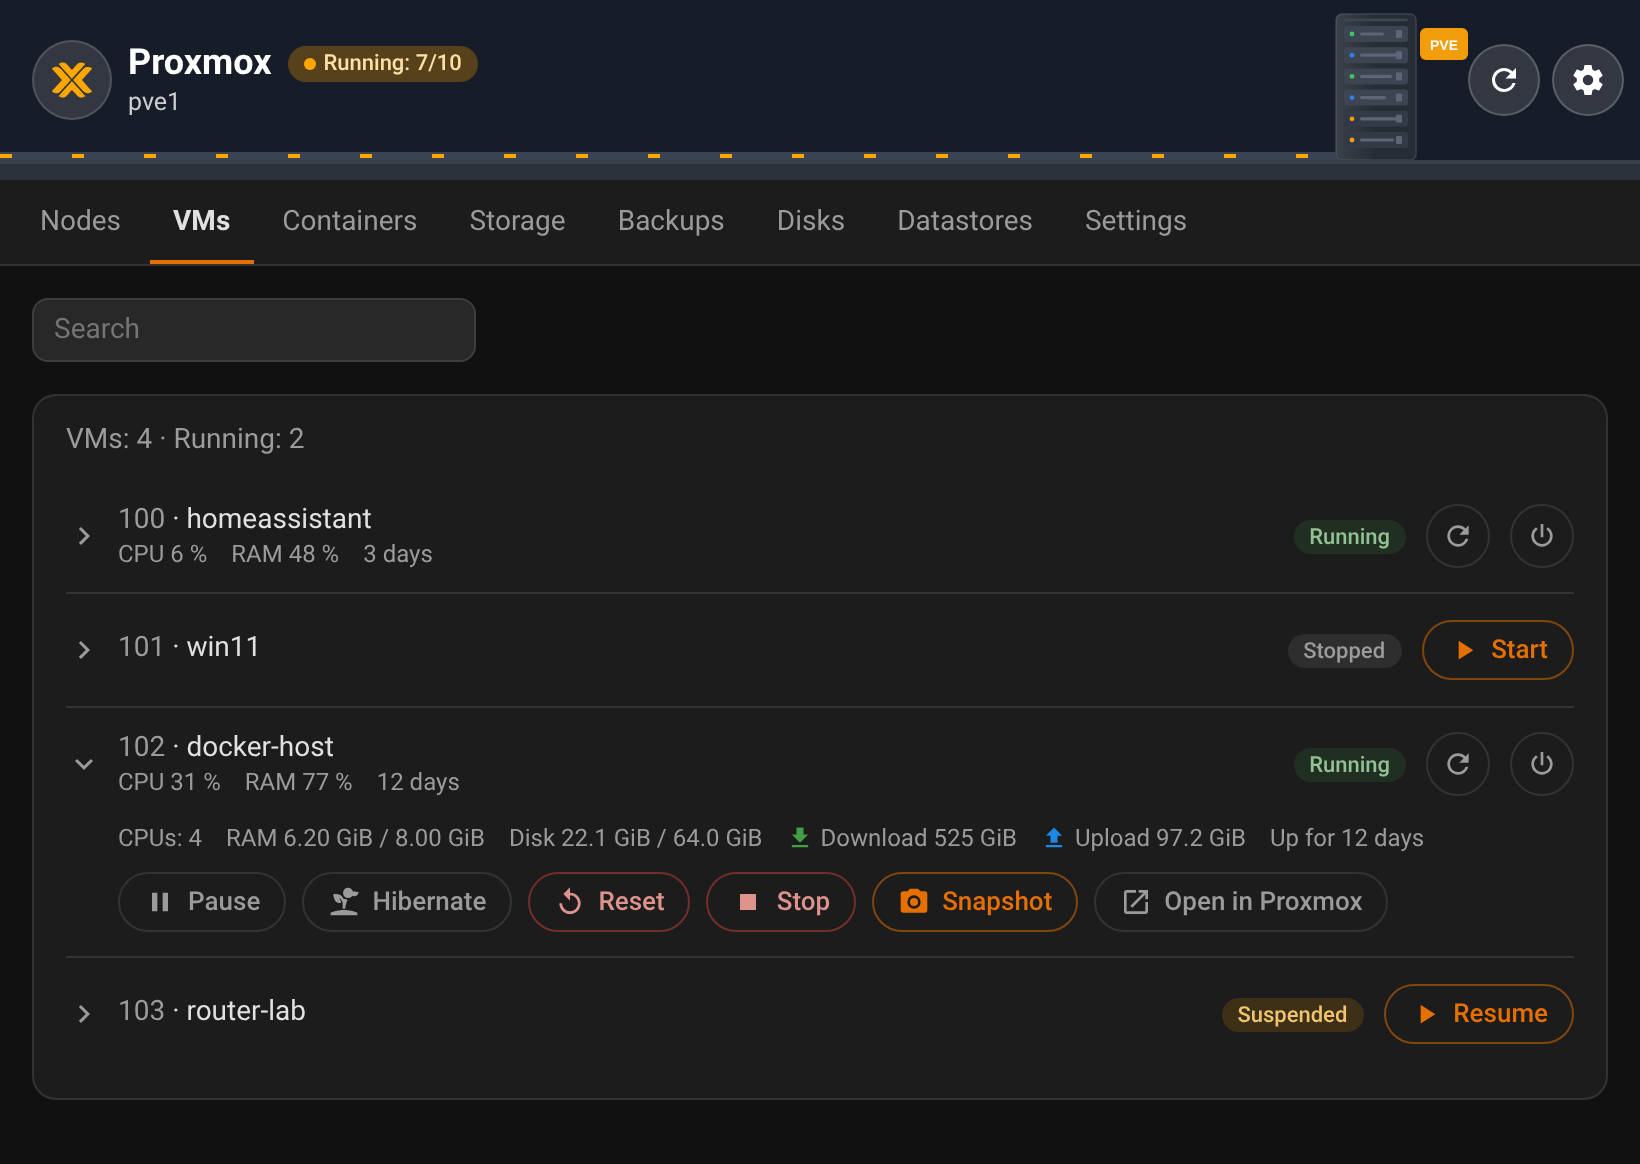 Proxmox
Running: 7/10
pve1
PVE
Nodes VMs Containers Storage Backups Disks Datastores Settings
Search
VMs: 4 · Running: 2
100 · homeassistant
CPU 6 % RAM 48 % 3 days
Running
101 · win11
Stopped
Start
102 · docker-host
CPU 31 % RAM 77 % 12 days
Running
CPUs: 4 RAM 6.20 GiB / 8.00 GiB Disk 22.1 GiB / 64.0 GiB Download 525 GiB Upload 97.2 GiB Up for 12 days
Pause Hibernate Reset Stop Snapshot Open in Proxmox
103 · router-lab
Suspended
Resume